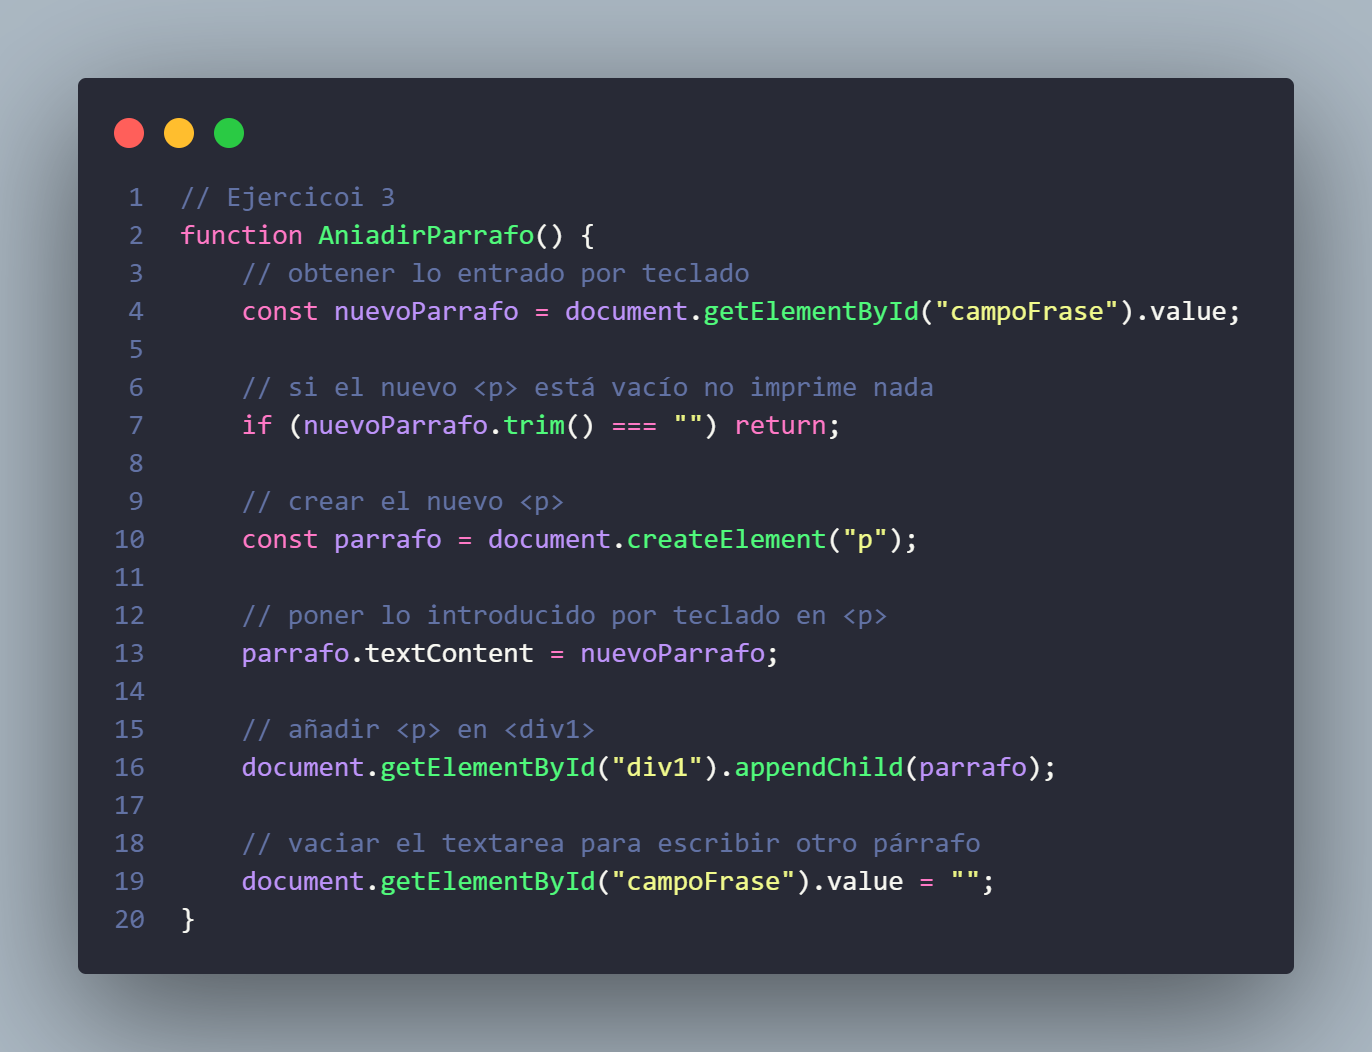 1 // Ejercicoi 3
2 function AniadirParrafo() {
3     // obtener lo entrado por teclado
4     const nuevoParrafo = document.getElementById("campoFrase").value;
5
6     // si el nuevo <p> está vacío no imprime nada
7     if (nuevoParrafo.trim() === "") return;
8
9     // crear el nuevo <p>
10     const parrafo = document.createElement("p");
11
12     // poner lo introducido por teclado en <p>
13     parrafo.textContent = nuevoParrafo;
14
15     // añadir <p> en <div1>
16     document.getElementById("div1").appendChild(parrafo);
17
18     // vaciar el textarea para escribir otro párrafo
19     document.getElementById("campoFrase").value = "";
20 }